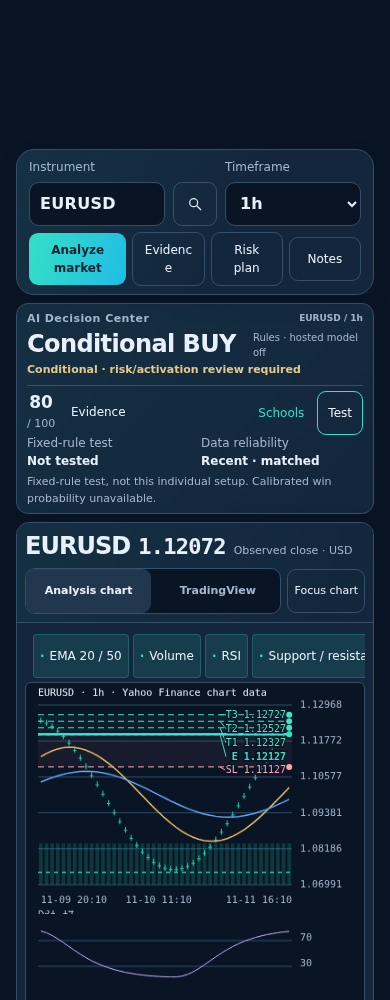 Instrument
Timeframe
EURUSD
1h
Analyze market
Evidenc
e
Risk plan
Notes
AI Decision Center
EURUSD / 1h
Conditional BUY
Rules · hosted model off
Conditional · risk/activation review required
80
/ 100
Evidence
Schools
Test
Fixed-rule test
Data reliability
Not tested
Recent · matched
Fixed-rule test, not this individual setup. Calibrated win
probability unavailable.
EURUSD 1.12072 Observed close · USD
Analysis chart
TradingView
Focus chart
· EMA 20 / 50
· Volume
· RSI
· Support / resista
EURUSD · 1h · Yahoo Finance chart data
1.12968
T3 1.12727
T2 1.12527
T1 1.12327
1.11772
E 1.12127
SL 1.11127
1.10577
1.09381
1.08186
1.06991
11-09 20:10
11-10 11:10
11-11 16:10
RSI 14
70
30